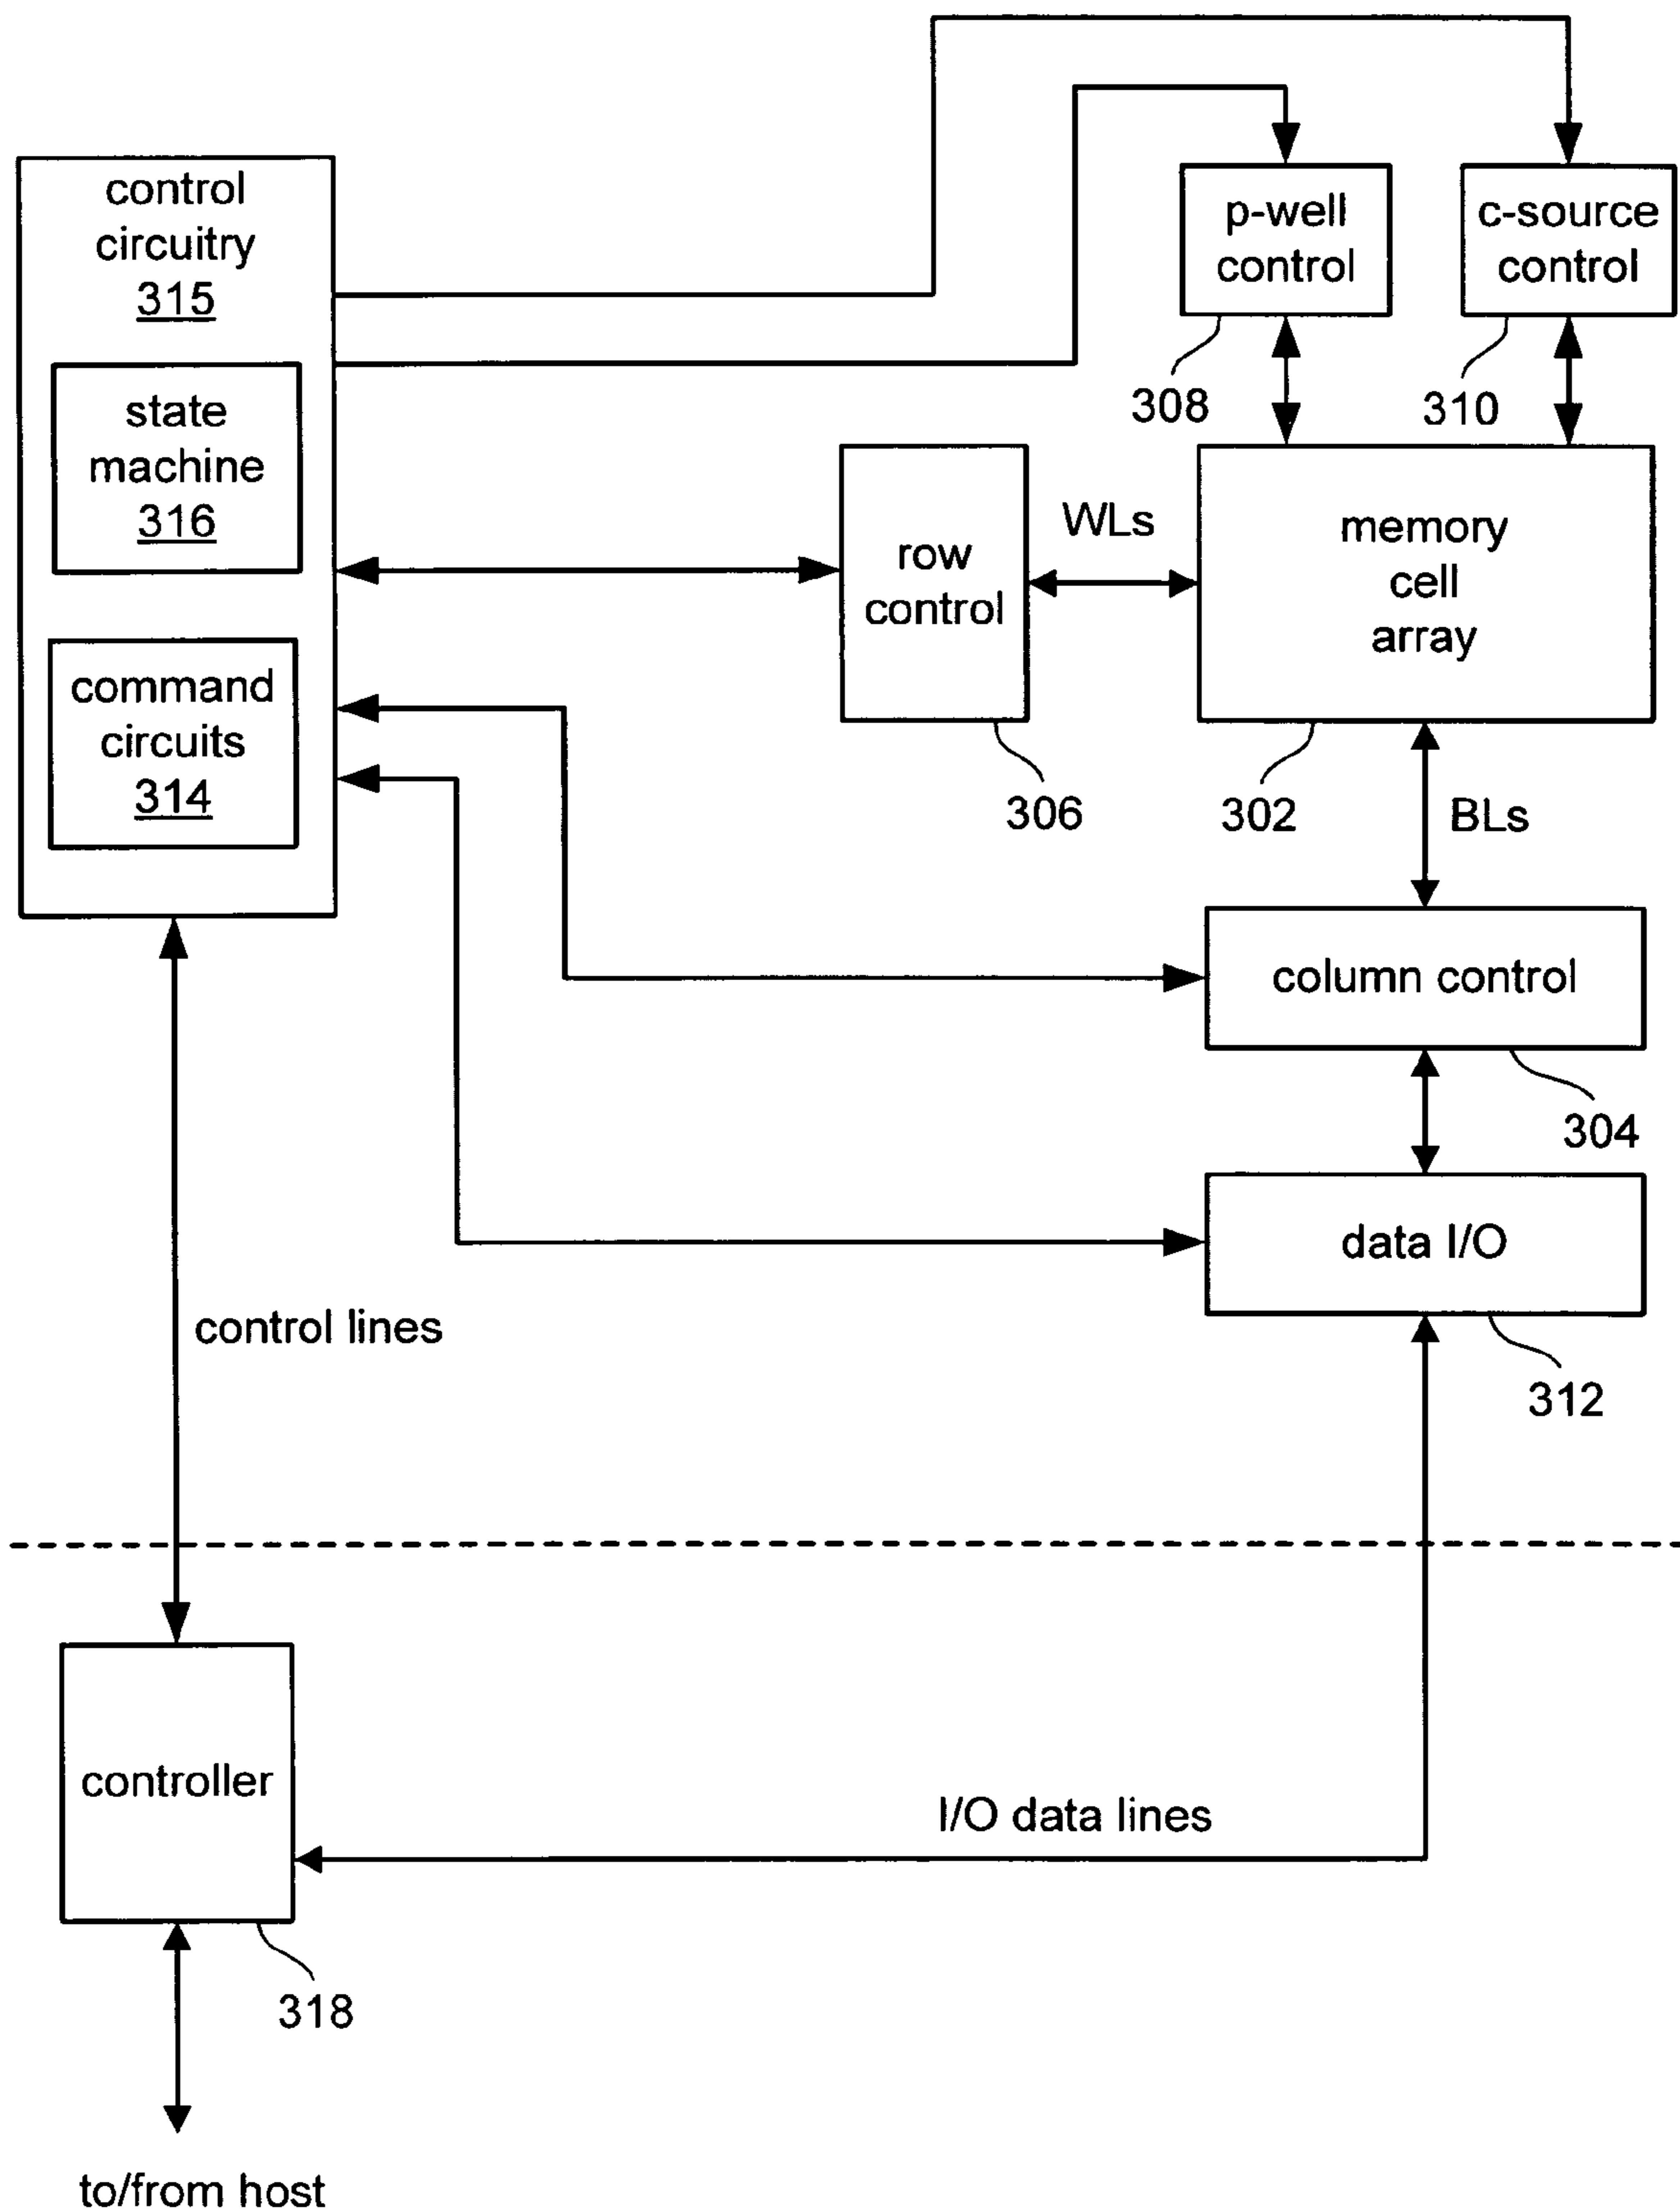 control
circuitry
315
state
machine
316
command
circuits
314
p-well
control
308
c-source
control
310
row
control
306
WLs
memory
cell
array
302
BLs
column control
304
data I/O
312
control lines
controller
318
I/O data lines
to/from host